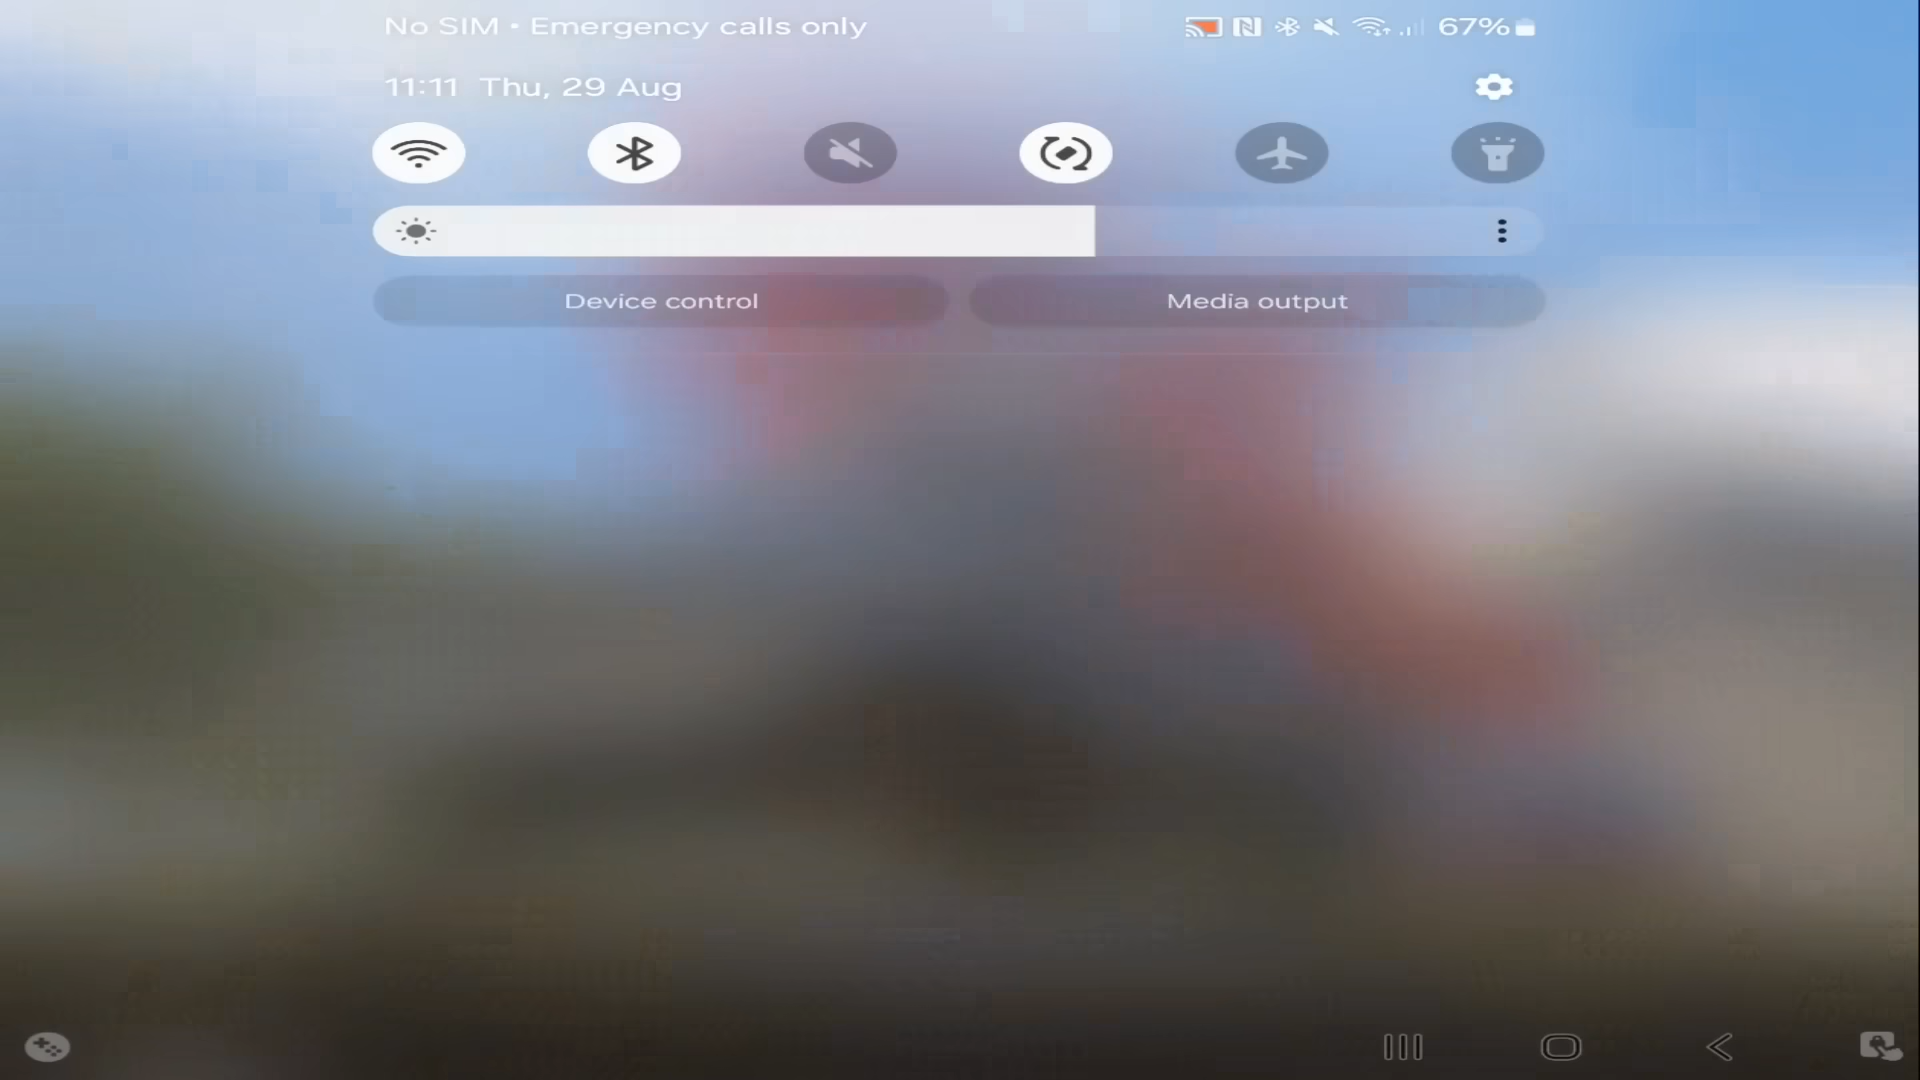 No SIM • Emergency calls only
67%
11:11 Thu, 29 Aug
Device control
Media output